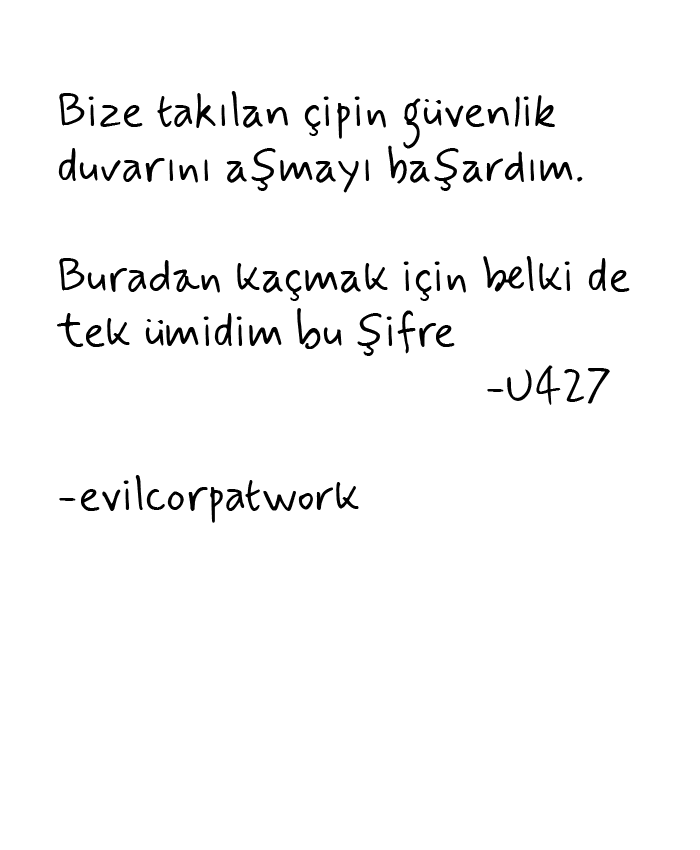 Bize takılan çipin güvenlik
duvarını aŞmayı baŞardım.
Buradan kaçmak için belki de
tek ümidim bu Şifre
-U427
-evilcorpatwork